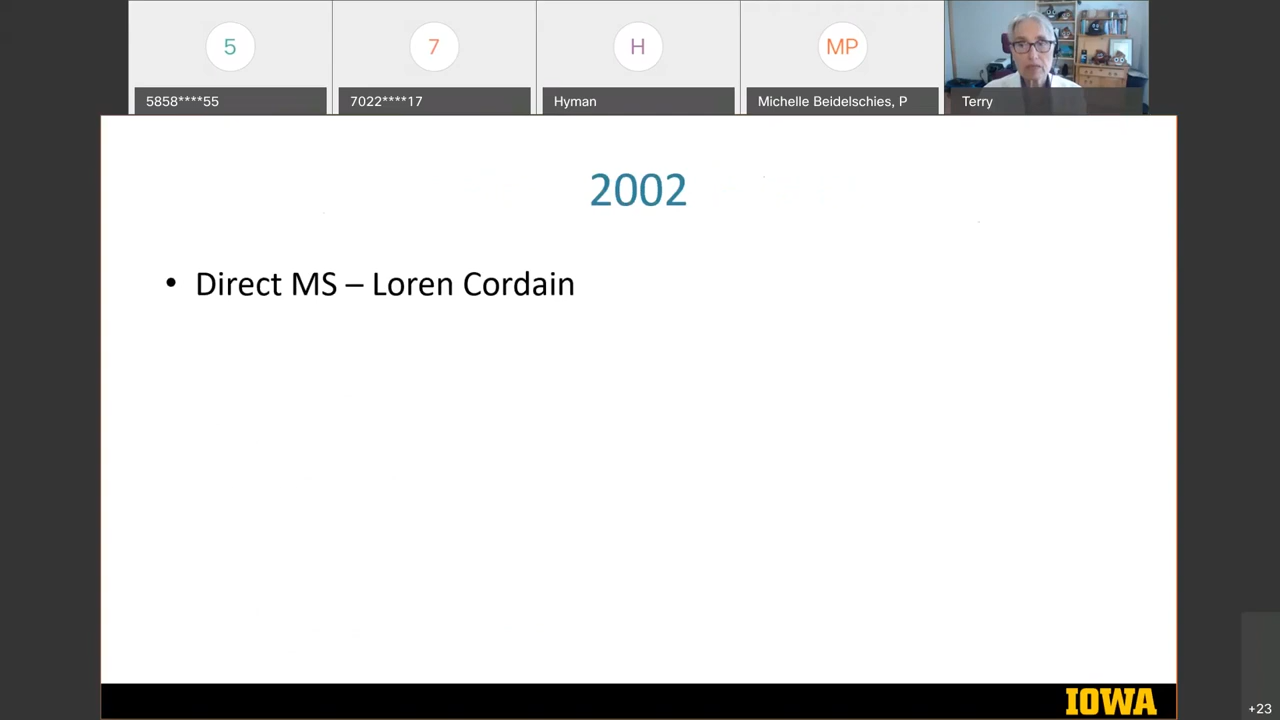 5
7
H
MP
5858****55
7022****17
Hyman
Michelle Beidelschies, P
Terry
2002
• Direct MS – Loren Cordain
IOWA
+23